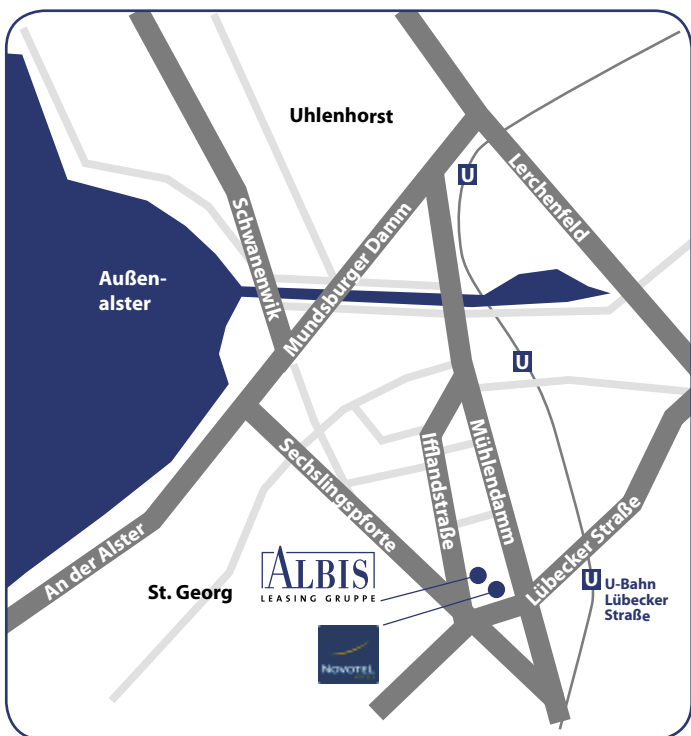 Uhlenhorst
U
Lerchenfeld
Schwanenwik
Mundsburger Damm
Außen-
alster
U
Sechslingspforte
Ifflandstraße
Mühlendamm
An der Alster
Lübecker Straße
St. Georg
ALBIS
LEASING GRUPPE
U
U-Bahn
Lübecker
Straße
NOVOTEL